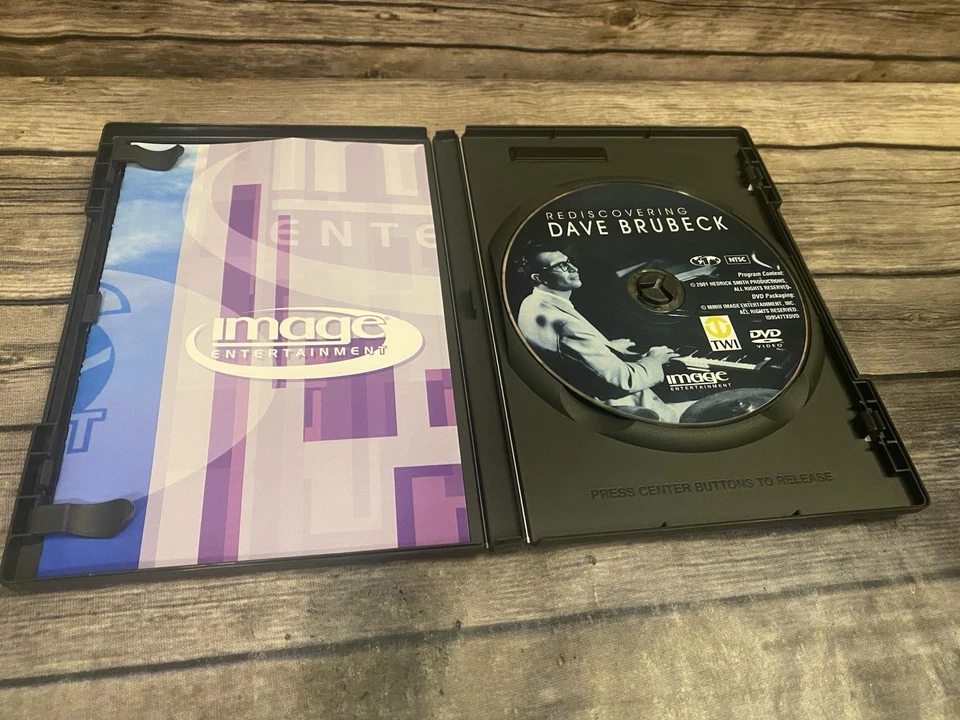 ENTE
image
ENTERTAINMENT
REDISCOVERING
DAVE BRUBECK
NTSC
Program Content:
© 2001 HEDRICK SMITH PRODUCTIONS.
ALL RIGHTS RESERVED.
DVD Packaging:
© MMIII IMAGE ENTERTAINMENT, INC.
ALL RIGHTS RESERVED.
ID9547TXDVD
TWI
DVD
VIDEO
image
ENTERTAINMENT
PRESS CENTER BUTTONS TO RELEASE